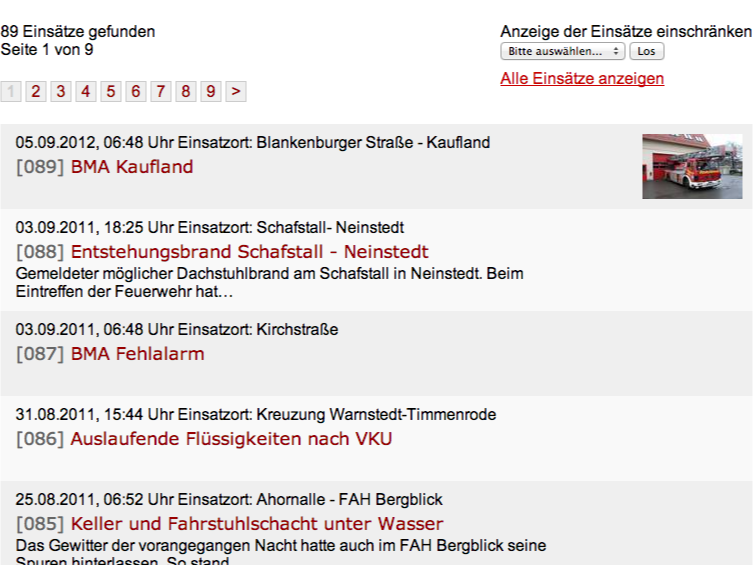 89 Einsätze gefunden
Seite 1 von 9
Anzeige der Einsätze einschränken
Bitte auswählen... Los
Alle Einsätze anzeigen
1 2 3 4 5 6 7 8 9 >
05.09.2012, 06:48 Uhr Einsatzort: Blankenburger Straße - Kaufland
[089] BMA Kaufland
03.09.2011, 18:25 Uhr Einsatzort: Schafstall- Neinstedt
[088] Entstehungsbrand Schafstall - Neinstedt
Gemeldeter möglicher Dachstuhlbrand am Schafstall in Neinstedt. Beim
Eintreffen der Feuerwehr hat…
03.09.2011, 06:48 Uhr Einsatzort: Kirchstraße
[087] BMA Fehlalarm
31.08.2011, 15:44 Uhr Einsatzort: Kreuzung Warnstedt-Timmenrode
[086] Auslaufende Flüssigkeiten nach VKU
25.08.2011, 06:52 Uhr Einsatzort: Ahornalle - FAH Bergblick
[085] Keller und Fahrstuhlschacht unter Wasser
Das Gewitter der vorangegangen Nacht hatte auch im FAH Bergblick seine
Spuren hinterlassen. So stand